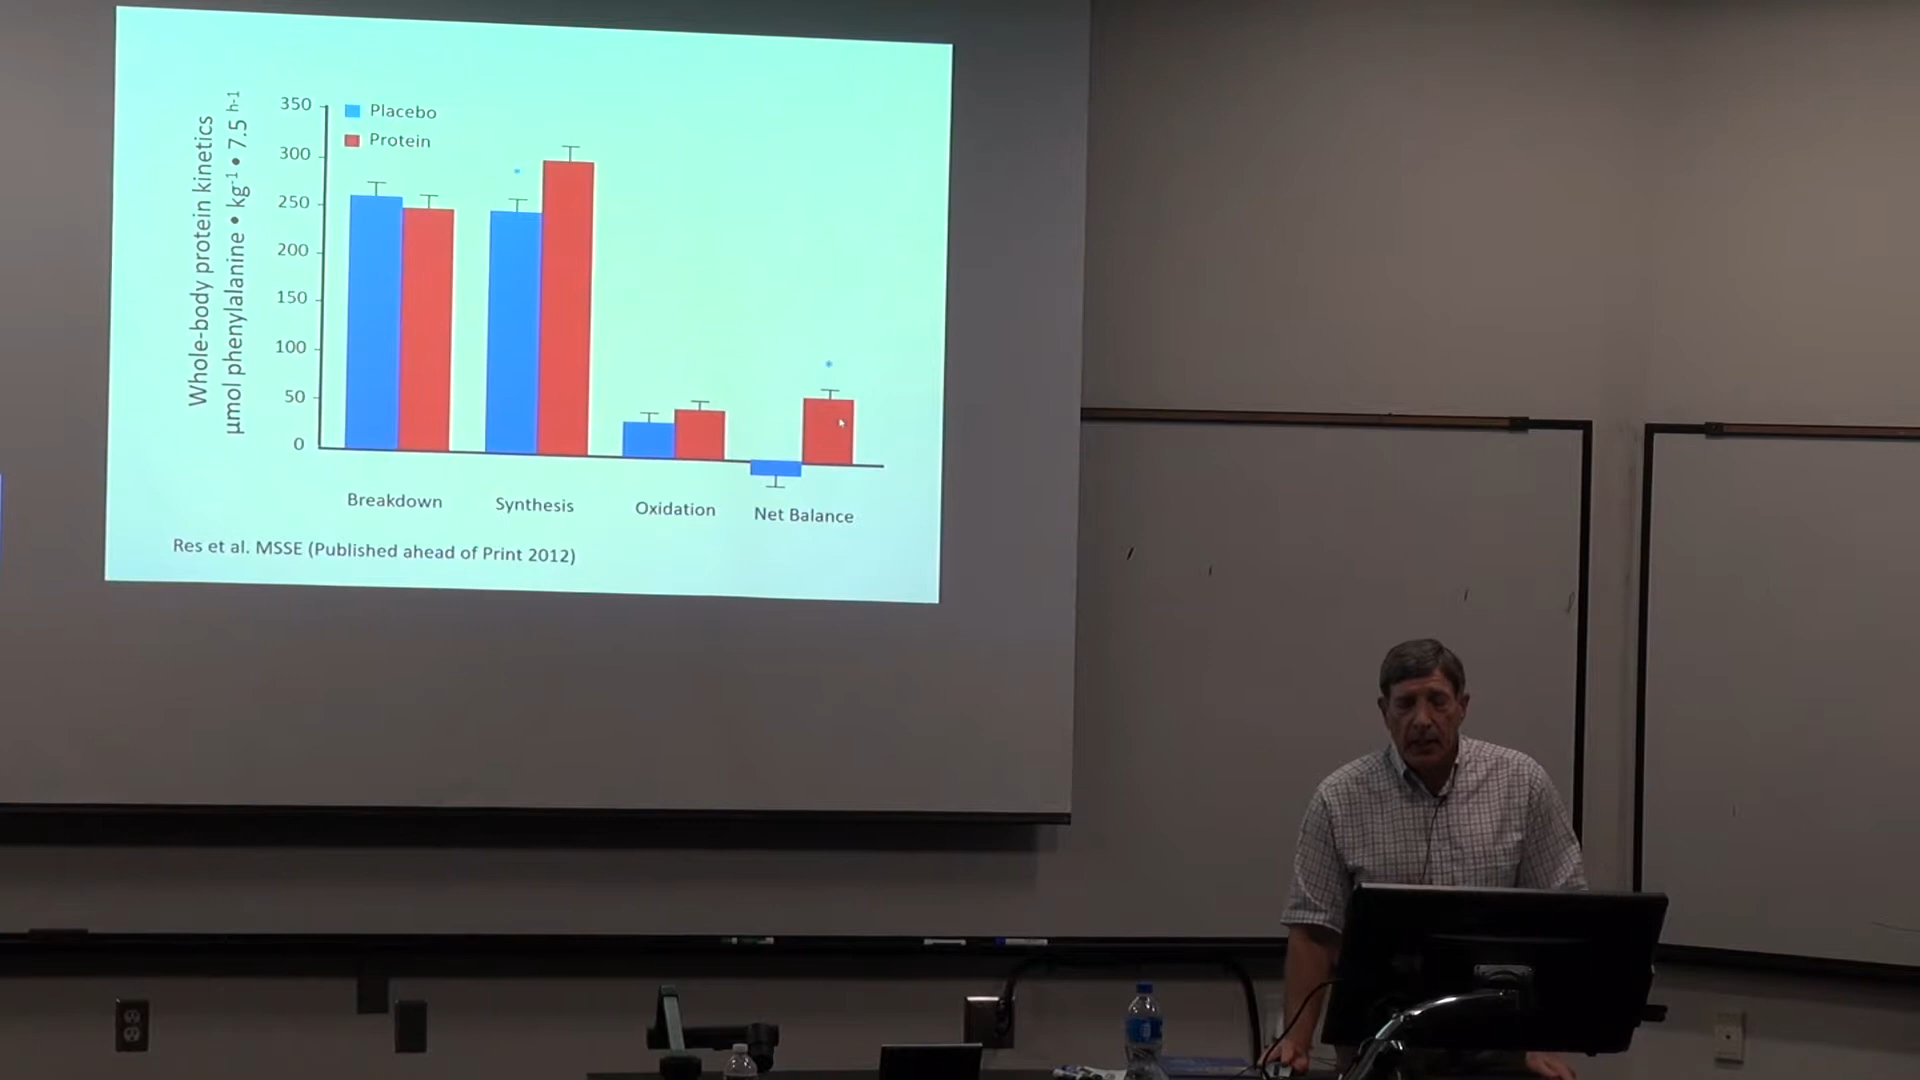 Whole-body protein kinetics
µmol phenylalanine • kg-1 • 7.5 h-1
350
300
250
200
150
100
50
0
Placebo
Protein
*
*
Breakdown
Synthesis
Oxidation
Net Balance
Res et al. MSSE (Published ahead of Print 2012)